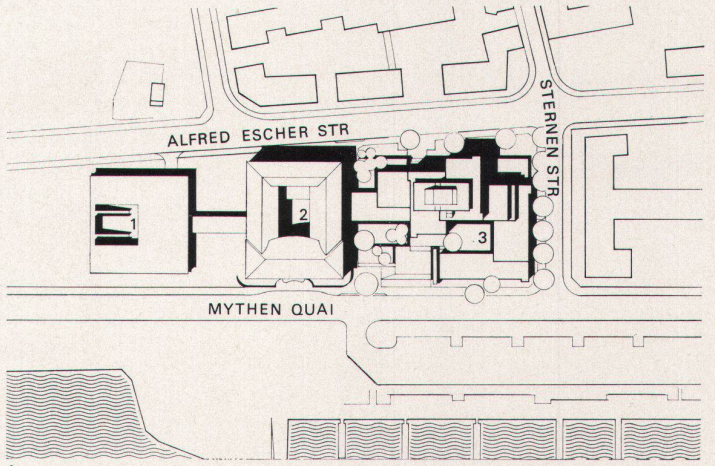 ALFRED ESCHER STR
STERNEN STR
1
2
3
MYTHEN QUAI